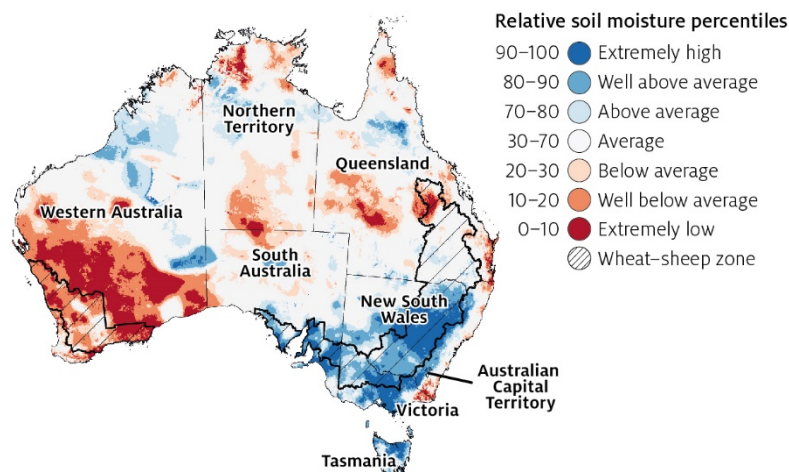 Relative soil moisture percentiles
90–100 Extremely high
80–90 Well above average
70–80 Above average
30–70 Average
20–30 Below average
10–20 Well below average
0–10 Extremely low
Wheat–sheep zone
Northern
Territory
Queensland
Western Australia
South
Australia
New South
Wales
Australian
Capital
Territory
Victoria
Tasmania